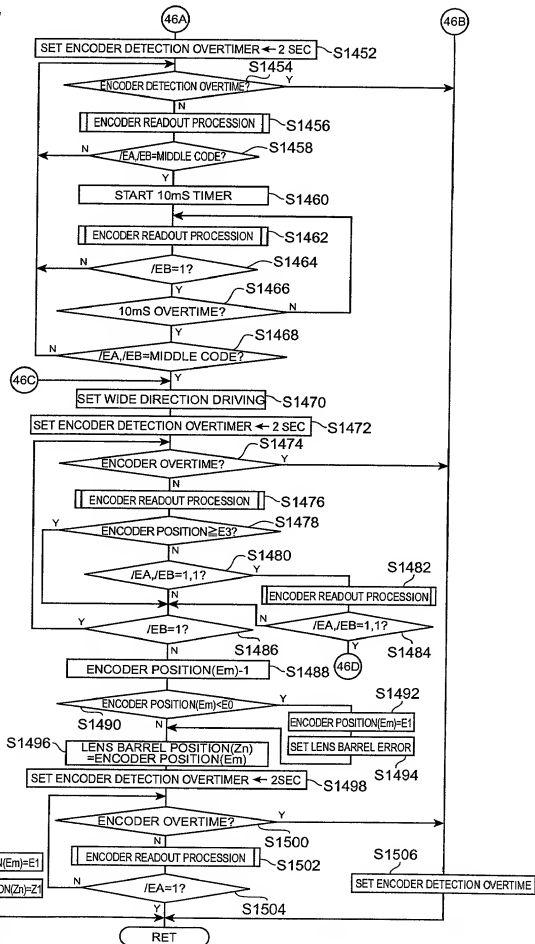 46A
46B
SET ENCODER DETECTION OVERTIMER ← 2 SEC
S1452
S1454
ENCODER DETECTION OVERTIME?
Y
N
ENCODER READOUT PROCESSION
S1456
S1458
N
/EA,/EB=MIDDLE CODE?
Y
START 10mS TIMER
S1460
ENCODER READOUT PROCESSION
S1462
N
/EB=1?
S1464
Y
S1466
10mS OVERTIME?
N
Y
S1468
N
/EA,/EB=MIDDLE CODE?
46C
Y
SET WIDE DIRECTION DRIVING
S1470
SET ENCODER DETECTION OVERTIMER ← 2 SEC
S1472
S1474
ENCODER OVERTIME?
Y
N
ENCODER READOUT PROCESSION
S1476
S1478
Y
ENCODER POSITION≧E3?
N
S1480
/EA,/EB=1,1?
Y
S1482
N
ENCODER READOUT PROCESSION
N
/EA,/EB=1,1?
S1484
Y
46D
Y
/EB=1?
S1486
N
ENCODER POSITION(Em)-1
S1488
ENCODER POSITION(Em)<E0
Y
S1492
S1490
N
ENCODER POSITION(Em)=E1
S1496
LENS BARREL POSITION(Zn)
=ENCODER POSITION(Em)
SET LENS BARREL ERROR
S1494
SET ENCODER DETECTION OVERTIMER ← 2SEC
S1498
ENCODER OVERTIME?
Y
S1500
N
ENCODER READOUT PROCESSION
S1502
S1506
SET ENCODER DETECTION OVERTIME
N(Em)=E1
ON(Zn)=Z1
N
/EA=1?
S1504
Y
RET